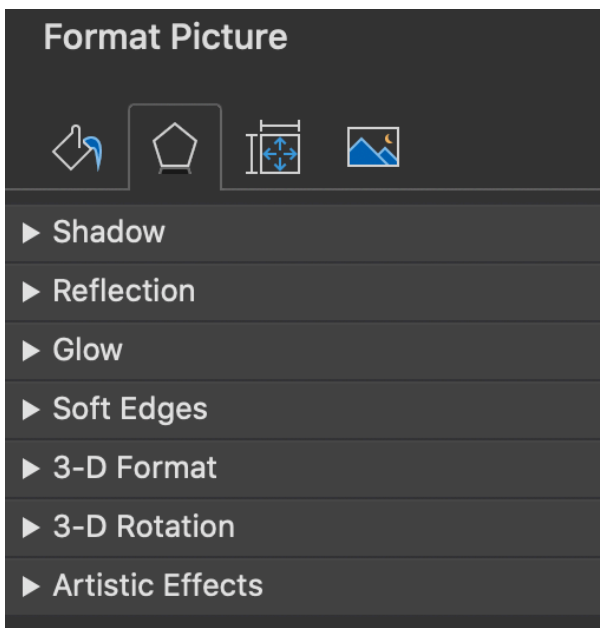 Format Picture
Shadow
Reflection
Glow
Soft Edges
3-D Format
3-D Rotation
Artistic Effects